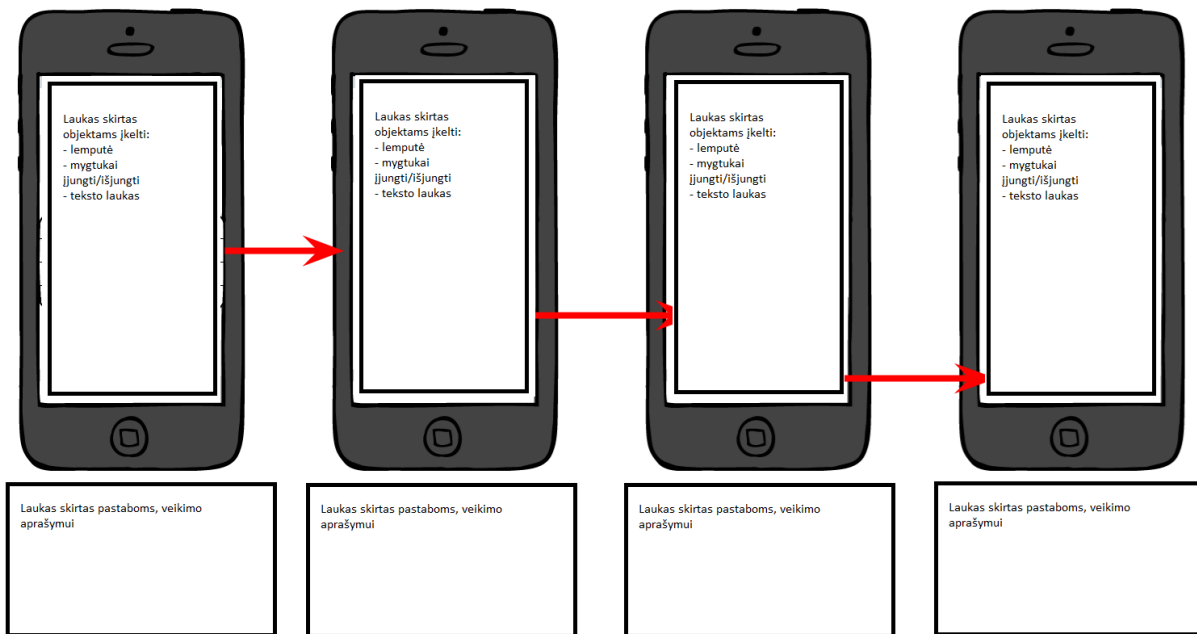 Laukas skirtas
objektams įkelti:
- lemputė
- mygtukai
įjungti/išjungti
- teksto laukas
Laukas skirtas
objektams įkelti:
- lemputė
- mygtukai
įjungti/išjungti
- teksto laukas
Laukas skirtas
objektams įkelti:
- lemputė
- mygtukai
įjungti/išjungti
- teksto laukas
Laukas skirtas
objektams įkelti:
- lemputė
- mygtukai
įjungti/išjungti
- teksto laukas
Laukas skirtas pastaboms, veikimo
aprašymui
Laukas skirtas pastaboms, veikimo
aprašymui
Laukas skirtas pastaboms, veikimo
aprašymui
Laukas skirtas pastaboms, veikimo
aprašymui